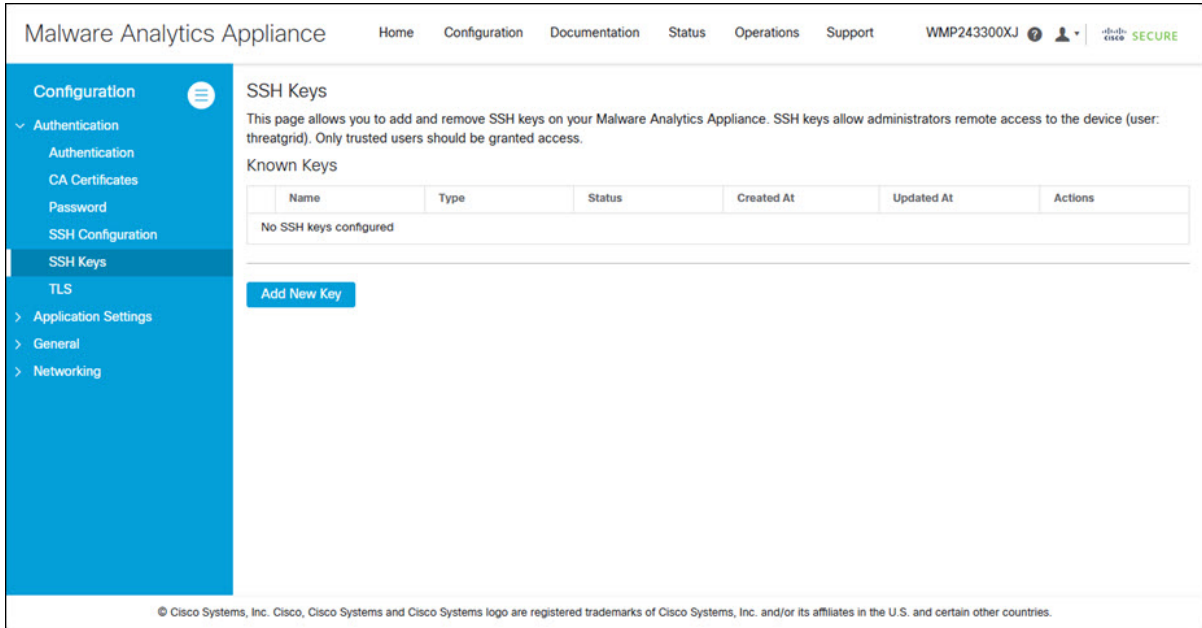 Malware Analytics Appliance
Home Configuration Documentation Status Operations Support
WMP243300XJ
cisco SECURE
Configuration
Authentication
Authentication
CA Certificates
Password
SSH Configuration
SSH Keys
TLS
Application Settings
General
Networking
SSH Keys
This page allows you to add and remove SSH keys on your Malware Analytics Appliance. SSH keys allow administrators remote access to the device (user:
threatgrid). Only trusted users should be granted access.
Known Keys
Name Type Status Created At Updated At Actions
No SSH keys configured
Add New Key
© Cisco Systems, Inc. Cisco, Cisco Systems and Cisco Systems logo are registered trademarks of Cisco Systems, Inc. and/or its affiliates in the U.S. and certain other countries.